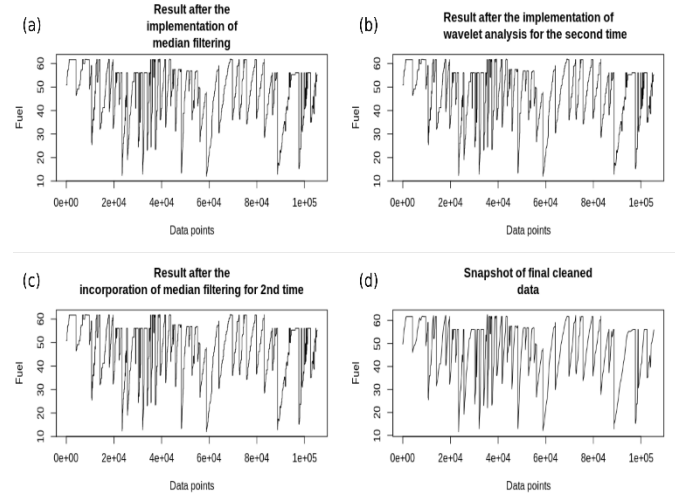 (a)
Result after the
implementation of
median filtering
Fuel
60
50
40
30
20
10
0e+00
2e+04
4e+04
6e+04
8e+04
1e+05
Data points
(b)
Result after the implementation of
wavelet analysis for the second time
Fuel
60
50
40
30
20
10
0e+00
2e+04
4e+04
6e+04
8e+04
1e+05
Data points
(c)
Result after the
incorporation of median filtering for 2nd time
Fuel
60
50
40
30
20
10
0e+00
2e+04
4e+04
6e+04
8e+04
1e+05
Data points
(d)
Snapshot of final cleaned
data
Fuel
60
50
40
30
20
10
0e+00
2e+04
4e+04
6e+04
8e+04
1e+05
Data points